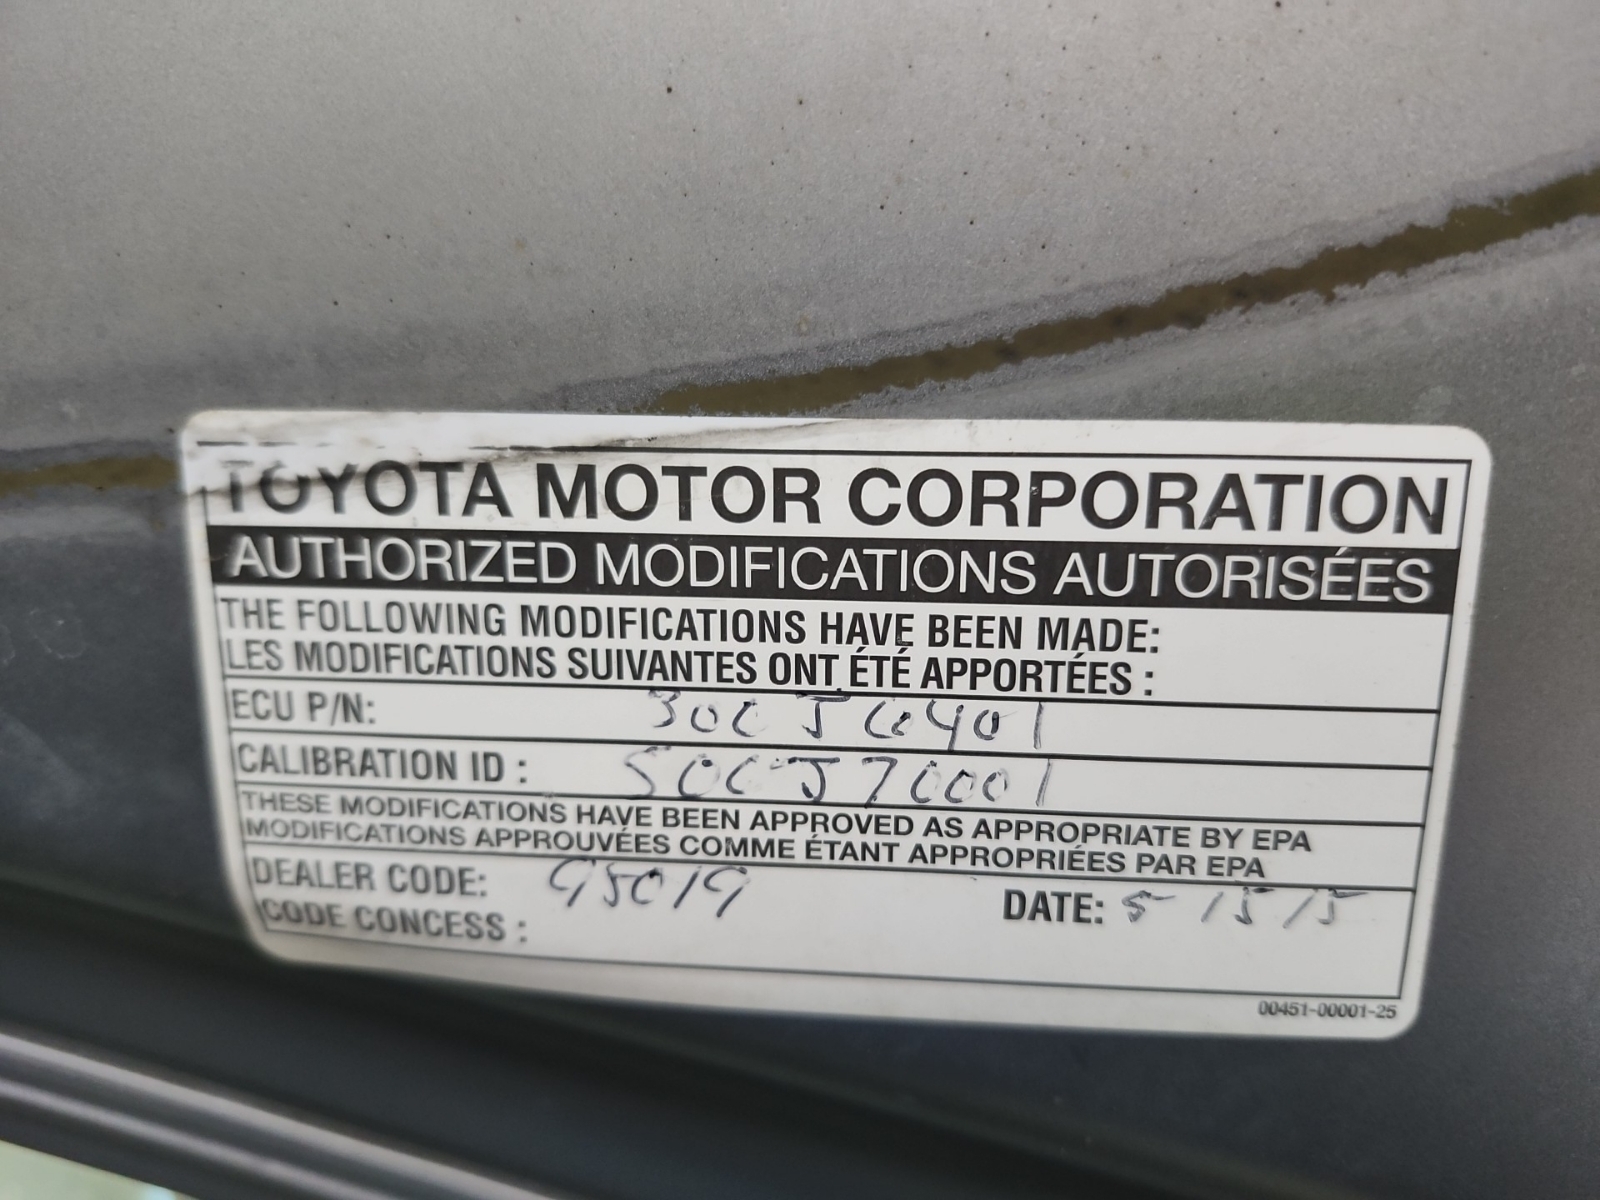 TOYOTA MOTOR CORPORATION
AUTHORIZED MODIFICATIONS AUTORISÉES
THE FOLLOWING MODIFICATIONS HAVE BEEN MADE:
LES MODIFICATIONS SUIVANTES ONT ÉTÉ APPORTÉES :
ECU P/N:
CALIBRATION ID :
THESE MODIFICATIONS HAVE BEEN APPROVED AS APPROPRIATE BY EPA
MODIFICATIONS APPROUVÉES COMME ÉTANT APPROPRIÉES PAR EPA
DEALER CODE: 95019
DATE: 5/15/15
CODE CONCESS :
00451-00001-25